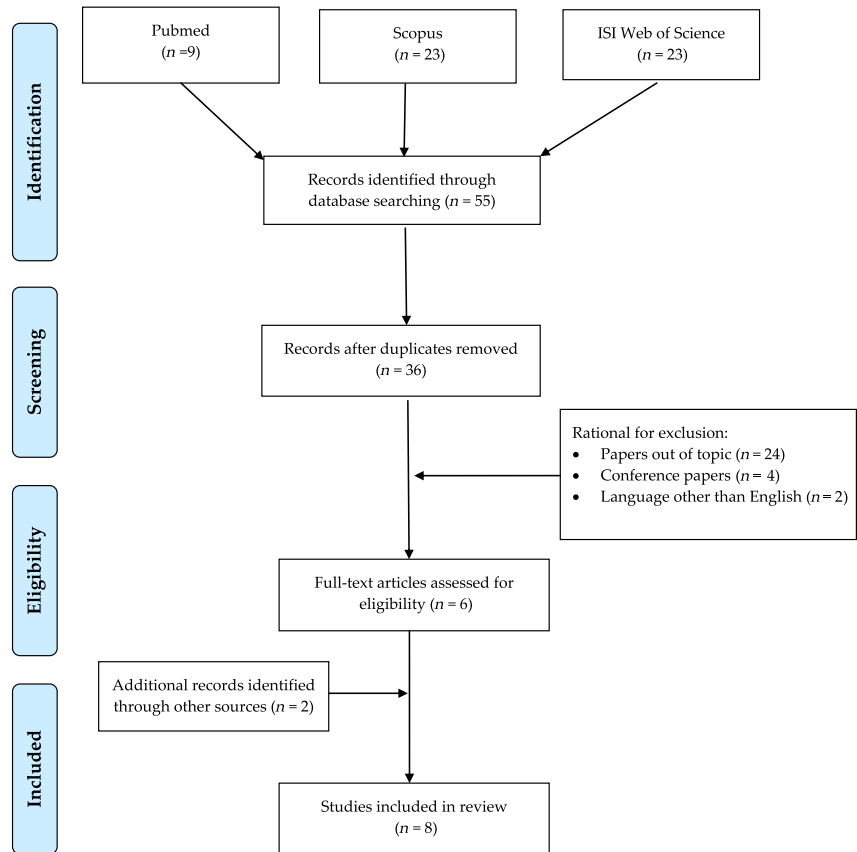 Pubmed
(n =9)
Scopus
(n = 23)
ISI Web of Science
(n = 23)
Identification
Records identified through
database searching (n = 55)
Screening
Records after duplicates removed
(n = 36)
Rational for exclusion:
• Papers out of topic (n = 24)
• Conference papers (n = 4)
• Language other than English (n = 2)
Eligibility
Full-text articles assessed for
eligibility (n = 6)
Additional records identified
through other sources (n = 2)
Included
Studies included in review
(n = 8)